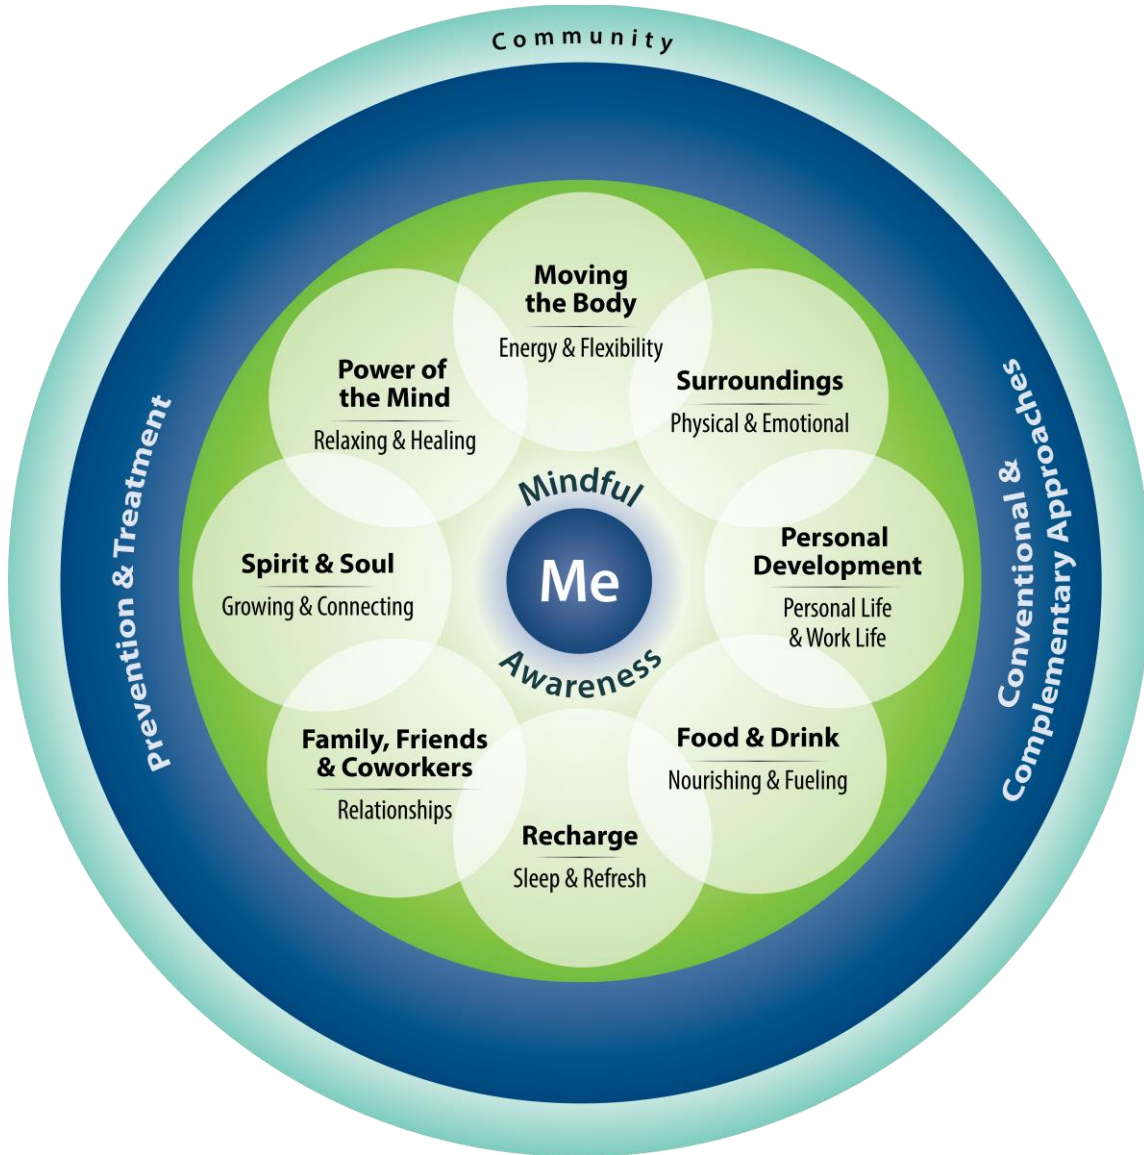 Community
Prevention & Treatment
Conventional &
Complementary Approaches
Moving
the Body
Energy & Flexibility
Surroundings
Physical & Emotional
Personal
Development
Personal Life
& Work Life
Food & Drink
Nourishing & Fueling
Recharge
Sleep & Refresh
Family, Friends
& Coworkers
Relationships
Spirit & Soul
Growing & Connecting
Power of
the Mind
Relaxing & Healing
Mindful
Me
Awareness